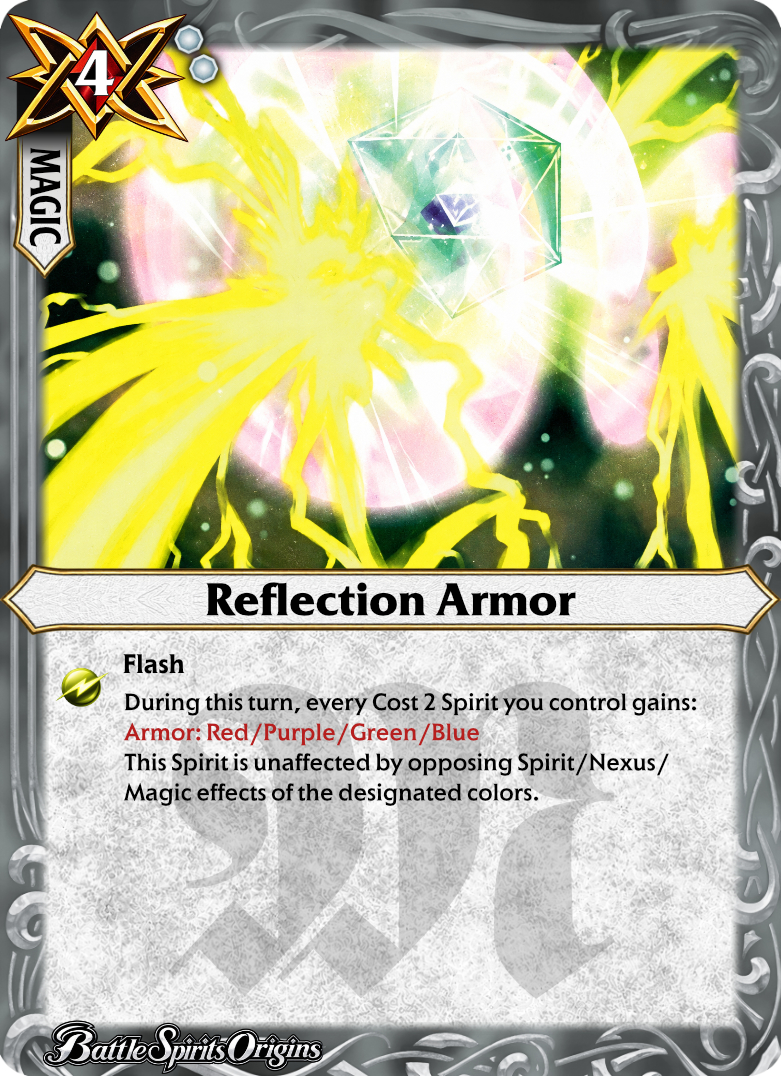 4
MAGIC
Reflection Armor
Flash
During this turn, every Cost 2 Spirit you control gains:
Armor: Red/Purple/Green/Blue
This Spirit is unaffected by opposing Spirit/Nexus/
Magic effects of the designated colors.
M
Battle Spirits Origins